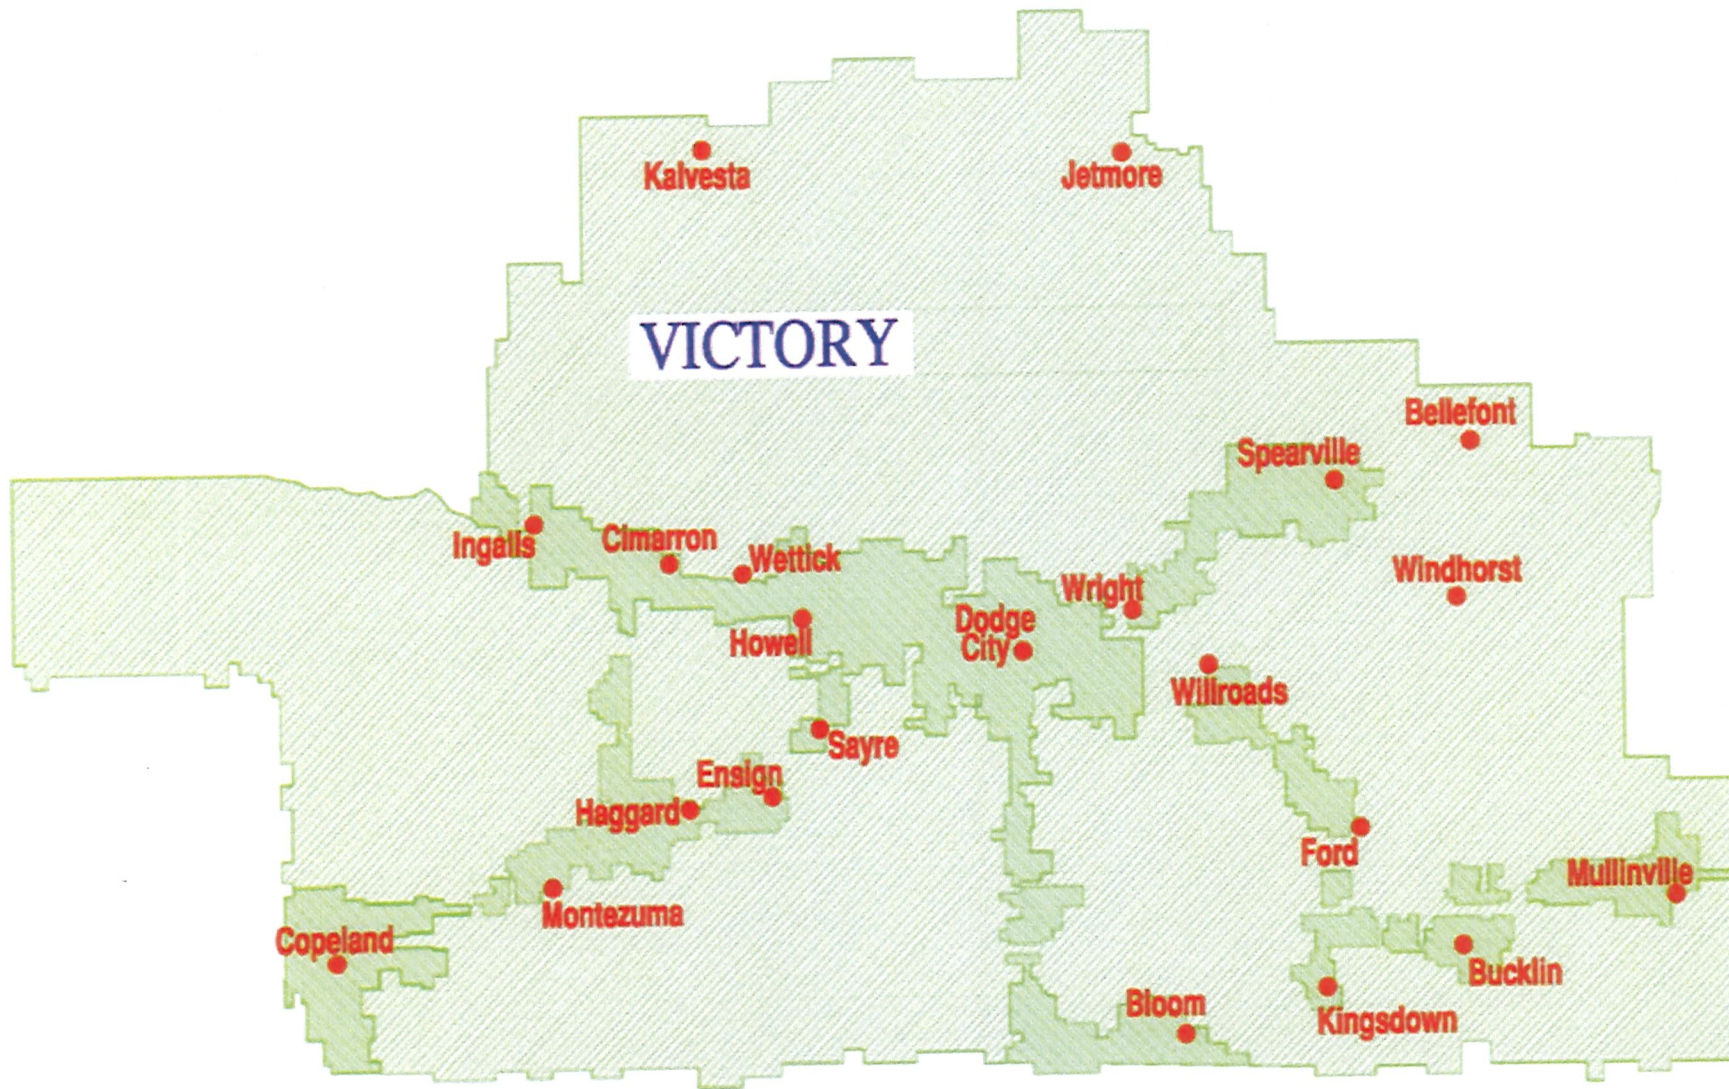 Kalvesta
Jetmore
VICTORY
Bellefont
Spearville
Ingalls
Cimarron
Wettick
Windhorst
Wright
Dodge
City
Howell
Willroads
Sayre
Ensign
Haggard
Ford
Mullinville
Montezuma
Copeland
Bucklin
Bloom
Kingsdown